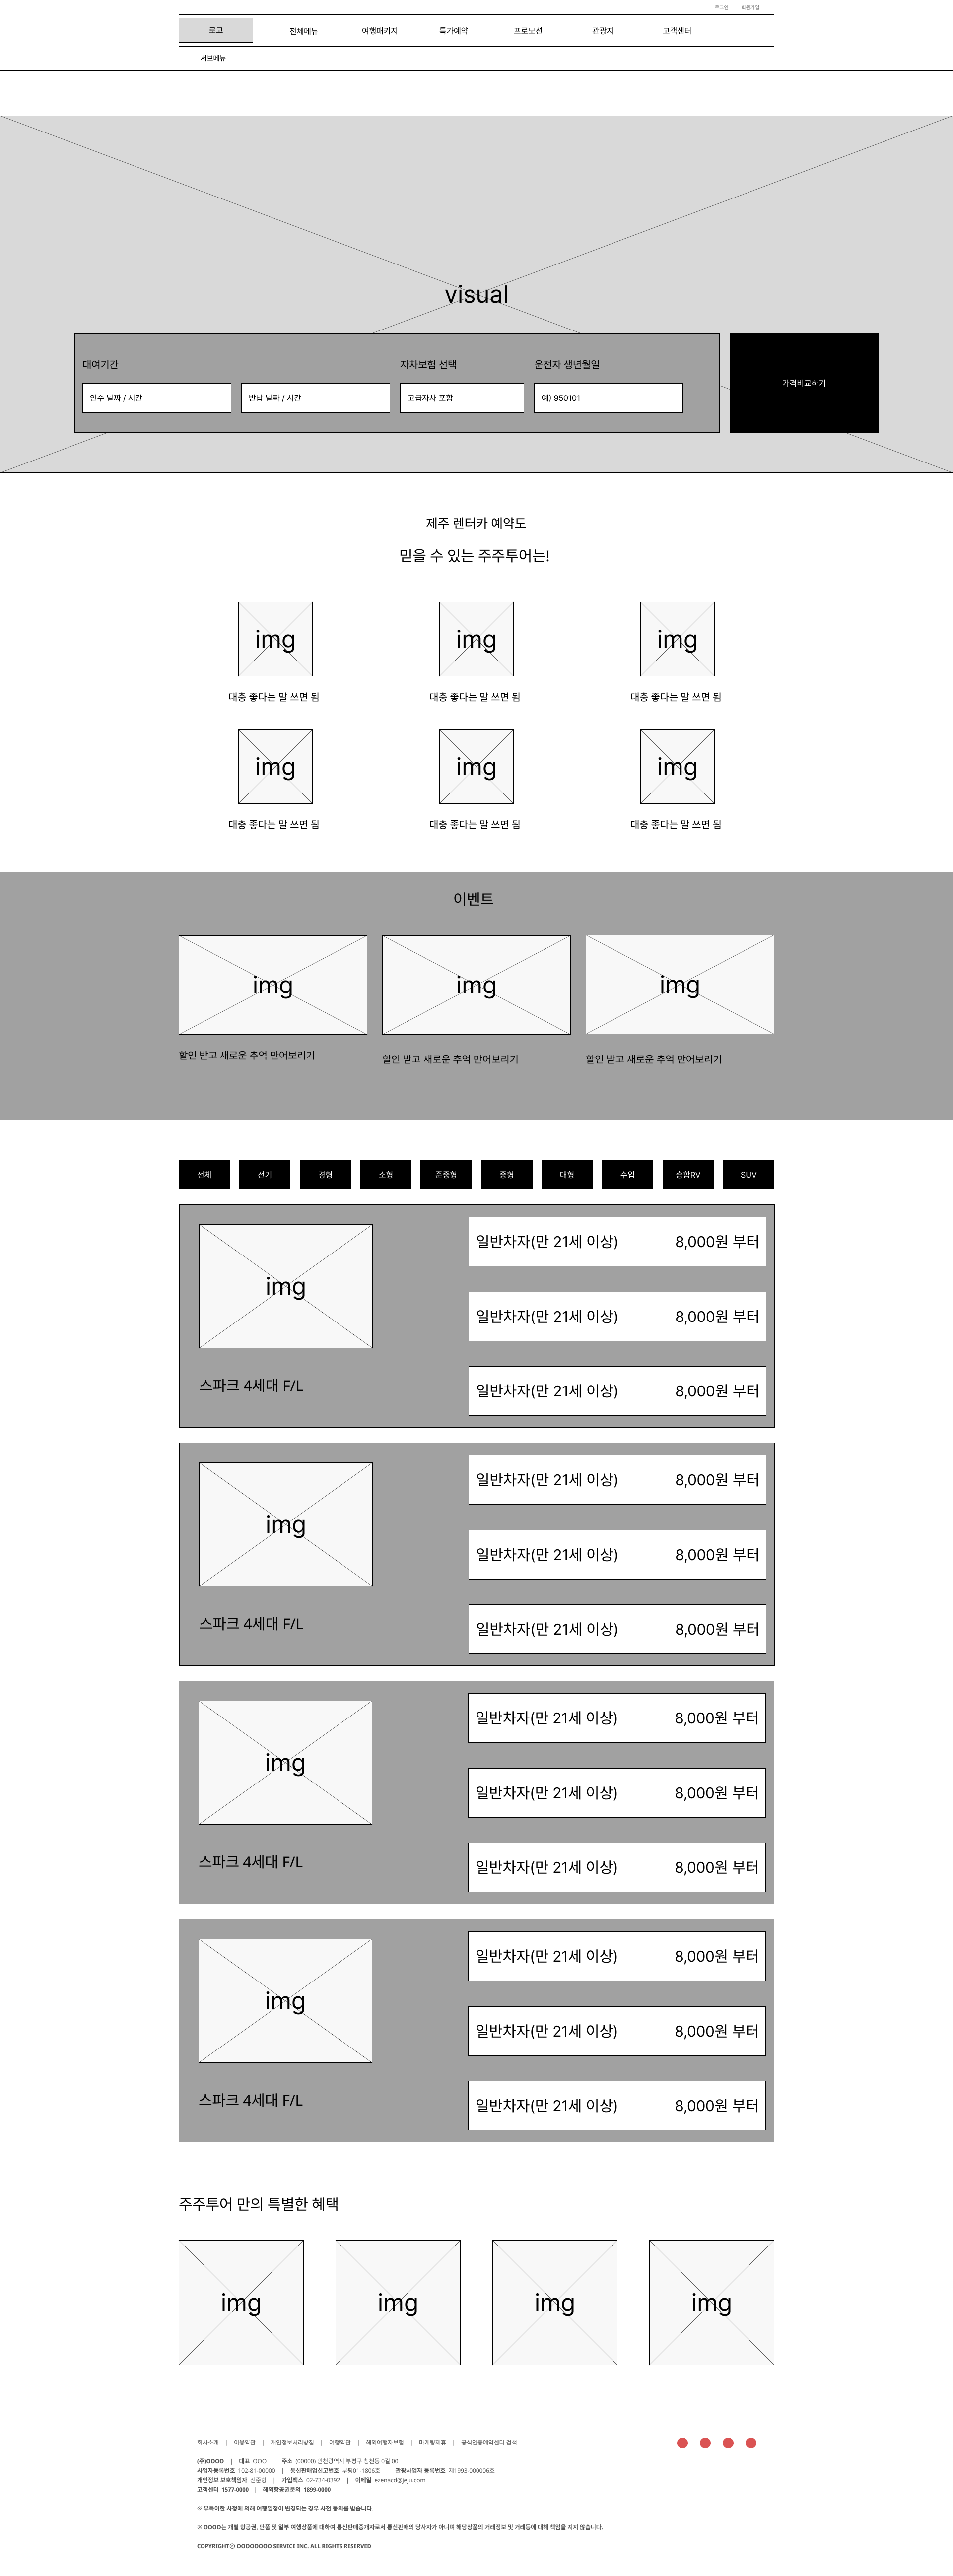 로그인 | 회원가입
로고 전체메뉴 여행패키지 특가예약 프로모션 관광지 고객센터
서브메뉴
visual
대여기간 자차보험 선택 운전자 생년월일
인수 날짜 / 시간 반납 날짜 / 시간 고급자차 포함 예) 950101
가격비교하기
제주 렌터카 예약도
믿을 수 있는 주주투어는!
img img img
대충 좋다는 말 쓰면 됨 대충 좋다는 말 쓰면 됨 대충 좋다는 말 쓰면 됨
img img img
대충 좋다는 말 쓰면 됨 대충 좋다는 말 쓰면 됨 대충 좋다는 말 쓰면 됨
이벤트
img img img
할인 받고 새로운 추억 만어보리기 할인 받고 새로운 추억 만어보리기 할인 받고 새로운 추억 만어보리기
전체 전기 경형 소형 준중형 중형 대형 수입 승합RV SUV
img
스파크 4세대 F/L
일반차자(만 21세 이상) 8,000원 부터
일반차자(만 21세 이상) 8,000원 부터
일반차자(만 21세 이상) 8,000원 부터
img
스파크 4세대 F/L
일반차자(만 21세 이상) 8,000원 부터
일반차자(만 21세 이상) 8,000원 부터
일반차자(만 21세 이상) 8,000원 부터
img
스파크 4세대 F/L
일반차자(만 21세 이상) 8,000원 부터
일반차자(만 21세 이상) 8,000원 부터
일반차자(만 21세 이상) 8,000원 부터
img
스파크 4세대 F/L
일반차자(만 21세 이상) 8,000원 부터
일반차자(만 21세 이상) 8,000원 부터
일반차자(만 21세 이상) 8,000원 부터
주주투어 만의 특별한 혜택
img img img img
회사소개 | 이용약관 | 개인정보처리방침 | 여행약관 | 해외여행자보험 | 마케팅제휴 | 공식인증예약센터 검색
(주)OOOO | 대표 OOO | 주소 (00000) 인천광역시 부평구 청천동 0길 00
사업자등록번호 102-81-00000 | 통신판매업신고번호 부평01-1806호 | 관광사업자 등록번호 제1993-000006호
개인정보 보호책임자 전준형 | 가입팩스 02-734-0392 | 이메일 ezenacd@jeju.com
고객센터 1577-0000 | 해외항공권문의 1899-0000
※ 부득이한 사정에 의해 여행일정이 변경되는 경우 사전 동의를 받습니다.
※ OOOO는 개별 항공권, 단품 및 일부 여행상품에 대하여 통신판매중개자로서 통신판매의 당사자가 아니며 해당상품의 거래정보 및 거래등에 대해 책임을 지지 않습니다.
COPYRIGHTⓒ OOOOOOOO SERVICE INC. ALL RIGHTS RESERVED